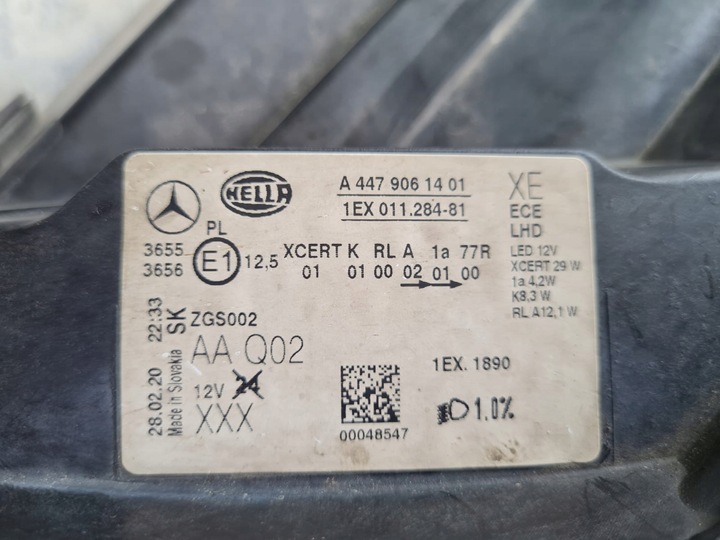 HELLA
A 447 906 14 01
1EX 011.284-81
XE
ECE
LHD
LED 12V
XCERT 29 W
1a 4,2W
K8,3 W
RL A12,1 W
PL
3655
3656
E1 12,5
XCERT K RL A 1a 77R
01 01 00 02 01 00
28.02.20 22:33
Made in Slovakia
SK
ZGS002
AA Q02
12V 24
XXX
00048547
1EX. 1890
1.0%